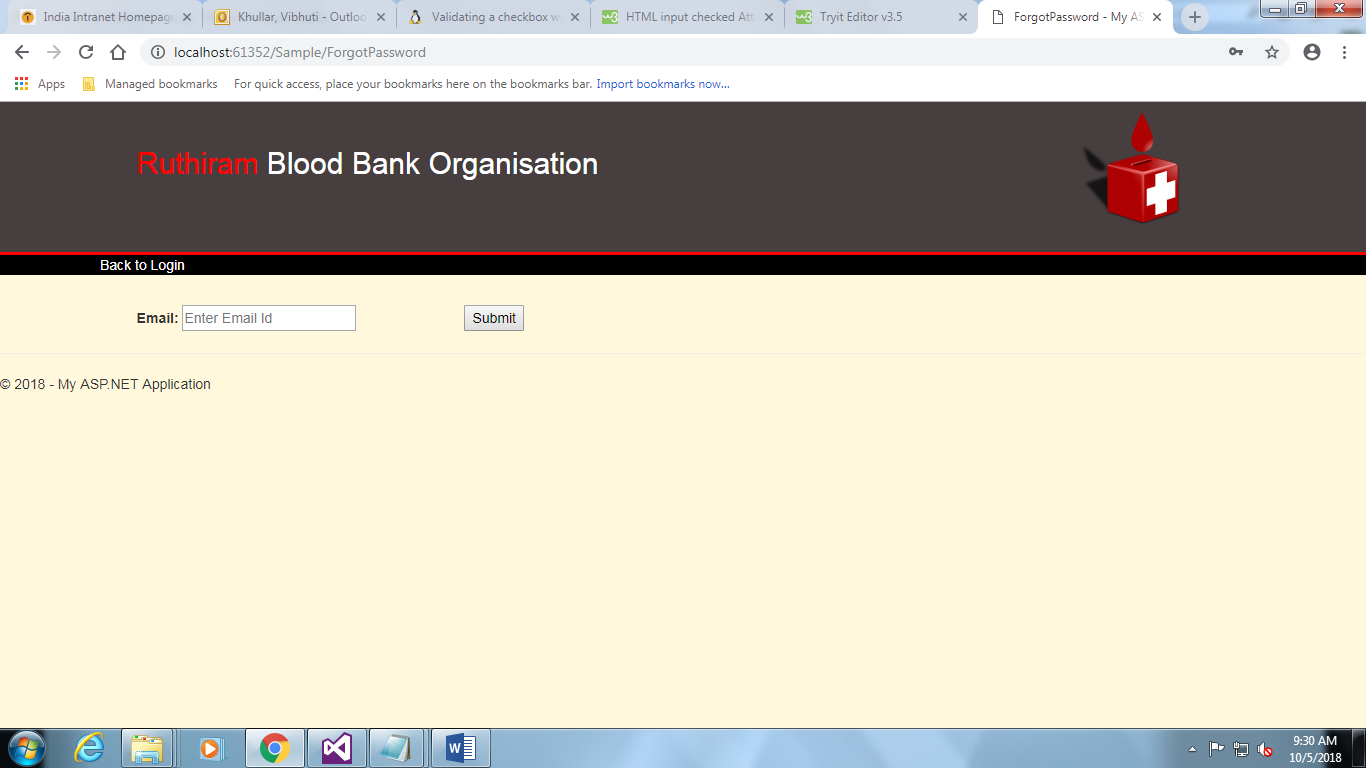 India Intranet Homepage
Khullar, Vibhuti - Outloo
Validating a checkbox w
HTML input checked Att
Tryit Editor v3.5
ForgotPassword - My AS
localhost:61352/Sample/ForgotPassword
Apps
Managed bookmarks
For quick access, place your bookmarks here on the bookmarks bar. Import bookmarks now...
Ruthiram Blood Bank Organisation
Back to Login
Email: Enter Email Id
Submit
© 2018 - My ASP.NET Application
9:30 AM
10/5/2018